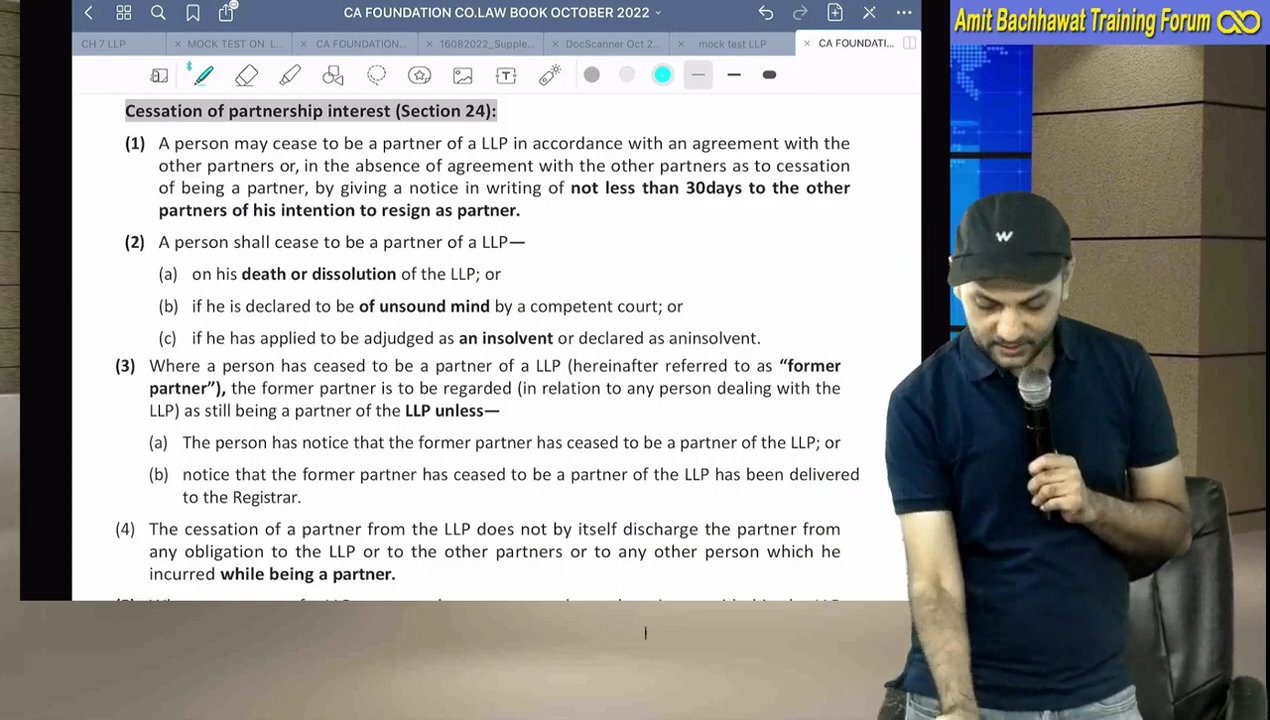 CA FOUNDATION CO.LAW BOOK OCTOBER 2022
Amit Bachhawat Training Forum
CH 7 LLP
MOCK TEST ON L...
CA FOUNDATION...
16082022_Supple...
DocScanner Oct 2...
mock test LLP
CA FOUNDATI...
T
Cessation of partnership interest (Section 24):
(1) A person may cease to be a partner of a LLP in accordance with an agreement with the
other partners or, in the absence of agreement with the other partners as to cessation
of being a partner, by giving a notice in writing of not less than 30days to the other
partners of his intention to resign as partner.
(2) A person shall cease to be a partner of a LLP—
(a) on his death or dissolution of the LLP; or
(b) if he is declared to be of unsound mind by a competent court; or
(c) if he has applied to be adjudged as an insolvent or declared as aninsolvent.
(3) Where a person has ceased to be a partner of a LLP (hereinafter referred to as “former
partner”), the former partner is to be regarded (in relation to any person dealing with the
LLP) as still being a partner of the LLP unless—
(a) The person has notice that the former partner has ceased to be a partner of the LLP; or
(b) notice that the former partner has ceased to be a partner of the LLP has been delivered
to the Registrar.
(4) The cessation of a partner from the LLP does not by itself discharge the partner from
any obligation to the LLP or to the other partners or to any other person which he
incurred while being a partner.